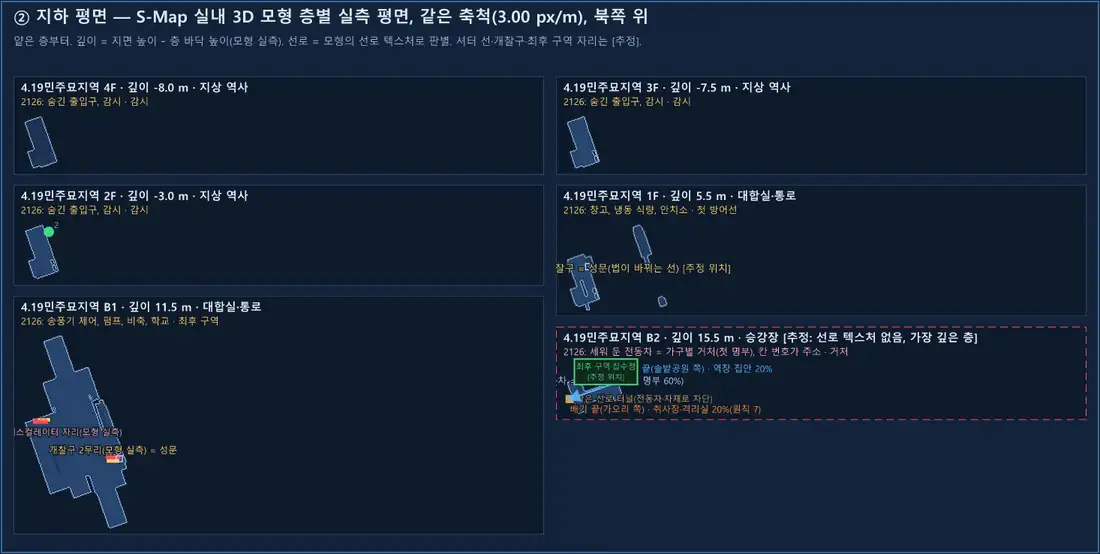 ② 지하 평면 — S-Map 실내 3D 모형 층별 실측 평면, 같은 축척(3.00 px/m), 북쪽 위
얕은 층부터. 깊이 = 지면 높이 − 층 바닥 높이(모형 실측). 선로 = 모형의 선로 텍스처로 판별. 셔터 선·개찰구·최후 구역 자리는 [추정].
4.19민주묘지역 4F · 깊이 -8.0 m · 지상 역사
2126: 숨긴 출입구, 감시 · 감시
4.19민주묘지역 3F · 깊이 -7.5 m · 지상 역사
2126: 숨긴 출입구, 감시 · 감시
4.19민주묘지역 2F · 깊이 -3.0 m · 지상 역사
2126: 숨긴 출입구, 감시 · 감시
2
4.19민주묘지역 1F · 깊이 5.5 m · 대합실·통로
2126: 창고, 냉동 식량, 안치소 · 첫 방어선
찰구 = 성문(법이 바뀌는 선) [추정 위치]
4.19민주묘지역 B1 · 깊이 11.5 m · 대합실·통로
2126: 송풍기 제어, 펌프, 비축, 학교 · 최후 구역
스컬레이터 자리(모형 실측)
개찰구 2무리(모형 실측) = 성문
4.19민주묘지역 B2 · 깊이 15.5 m · 승강장 [추정: 선로 텍스처 없음, 가장 깊은 층]
2126: 세워 둔 전동차 = 가구별 거처(첫 명부), 칸 번호가 주소 · 거처
최후 구역·집수정
[추정 위치]
끝(솔밭공원 쪽) · 역장 집안 20%
차 =
명부 60%)
은 선로 터널(전동차·자재로 차단)
배기 끝(가오리 쪽) · 취사장·격리실 20%(원칙 7)